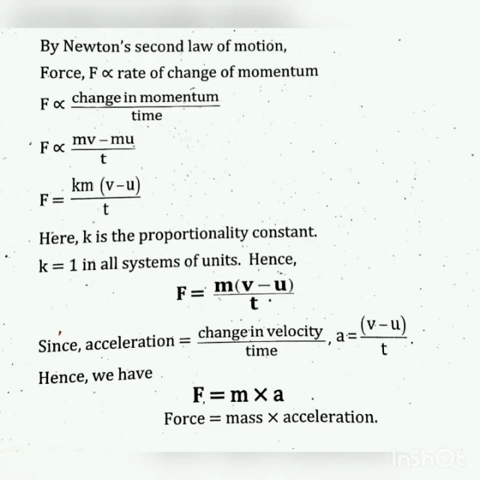 By Newton's second law of motion,
Force, F ∝ rate of change of momentum
F ∝ change in momentum / time
F ∝ mv – mu / t
F = km (v–u) / t
Here, k is the proportionality constant.
k = 1 in all systems of units. Hence,
F = m(v – u) / t
Since, acceleration = change in velocity / time, a = (v–u) / t.
Hence, we have
F = m × a
Force = mass × acceleration.
InShOt